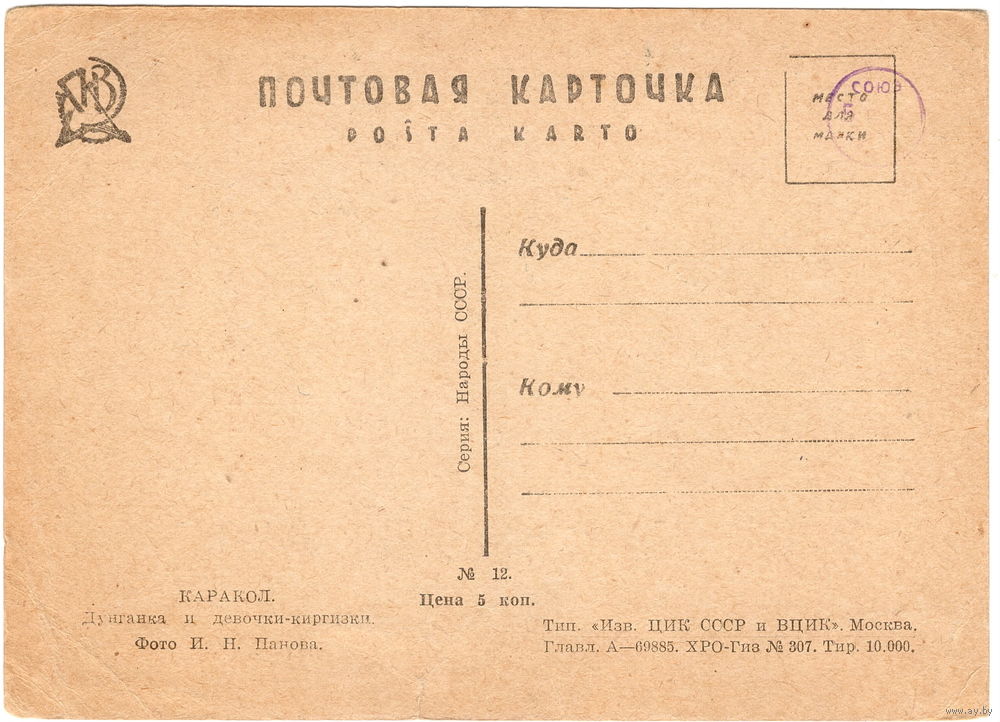 ПОЧТОВАЯ КАРТОЧКА
POŜTA KARTO
МЕСТО
ДЛЯ
МАРКИ
СОЮЗ
Куда
Кому
Серия: Народы СССР.
№ 12.
Цена 5 коп.
КАРАКОЛ.
Дунганка и девочки-киргизки.
Фото И. Н. Панова.
Тип. «Изв. ЦИК СССР и ВЦИК». Москва.
Главл. А—69885. ХРО-Гиз № 307. Тир. 10.000.
www.ay.by